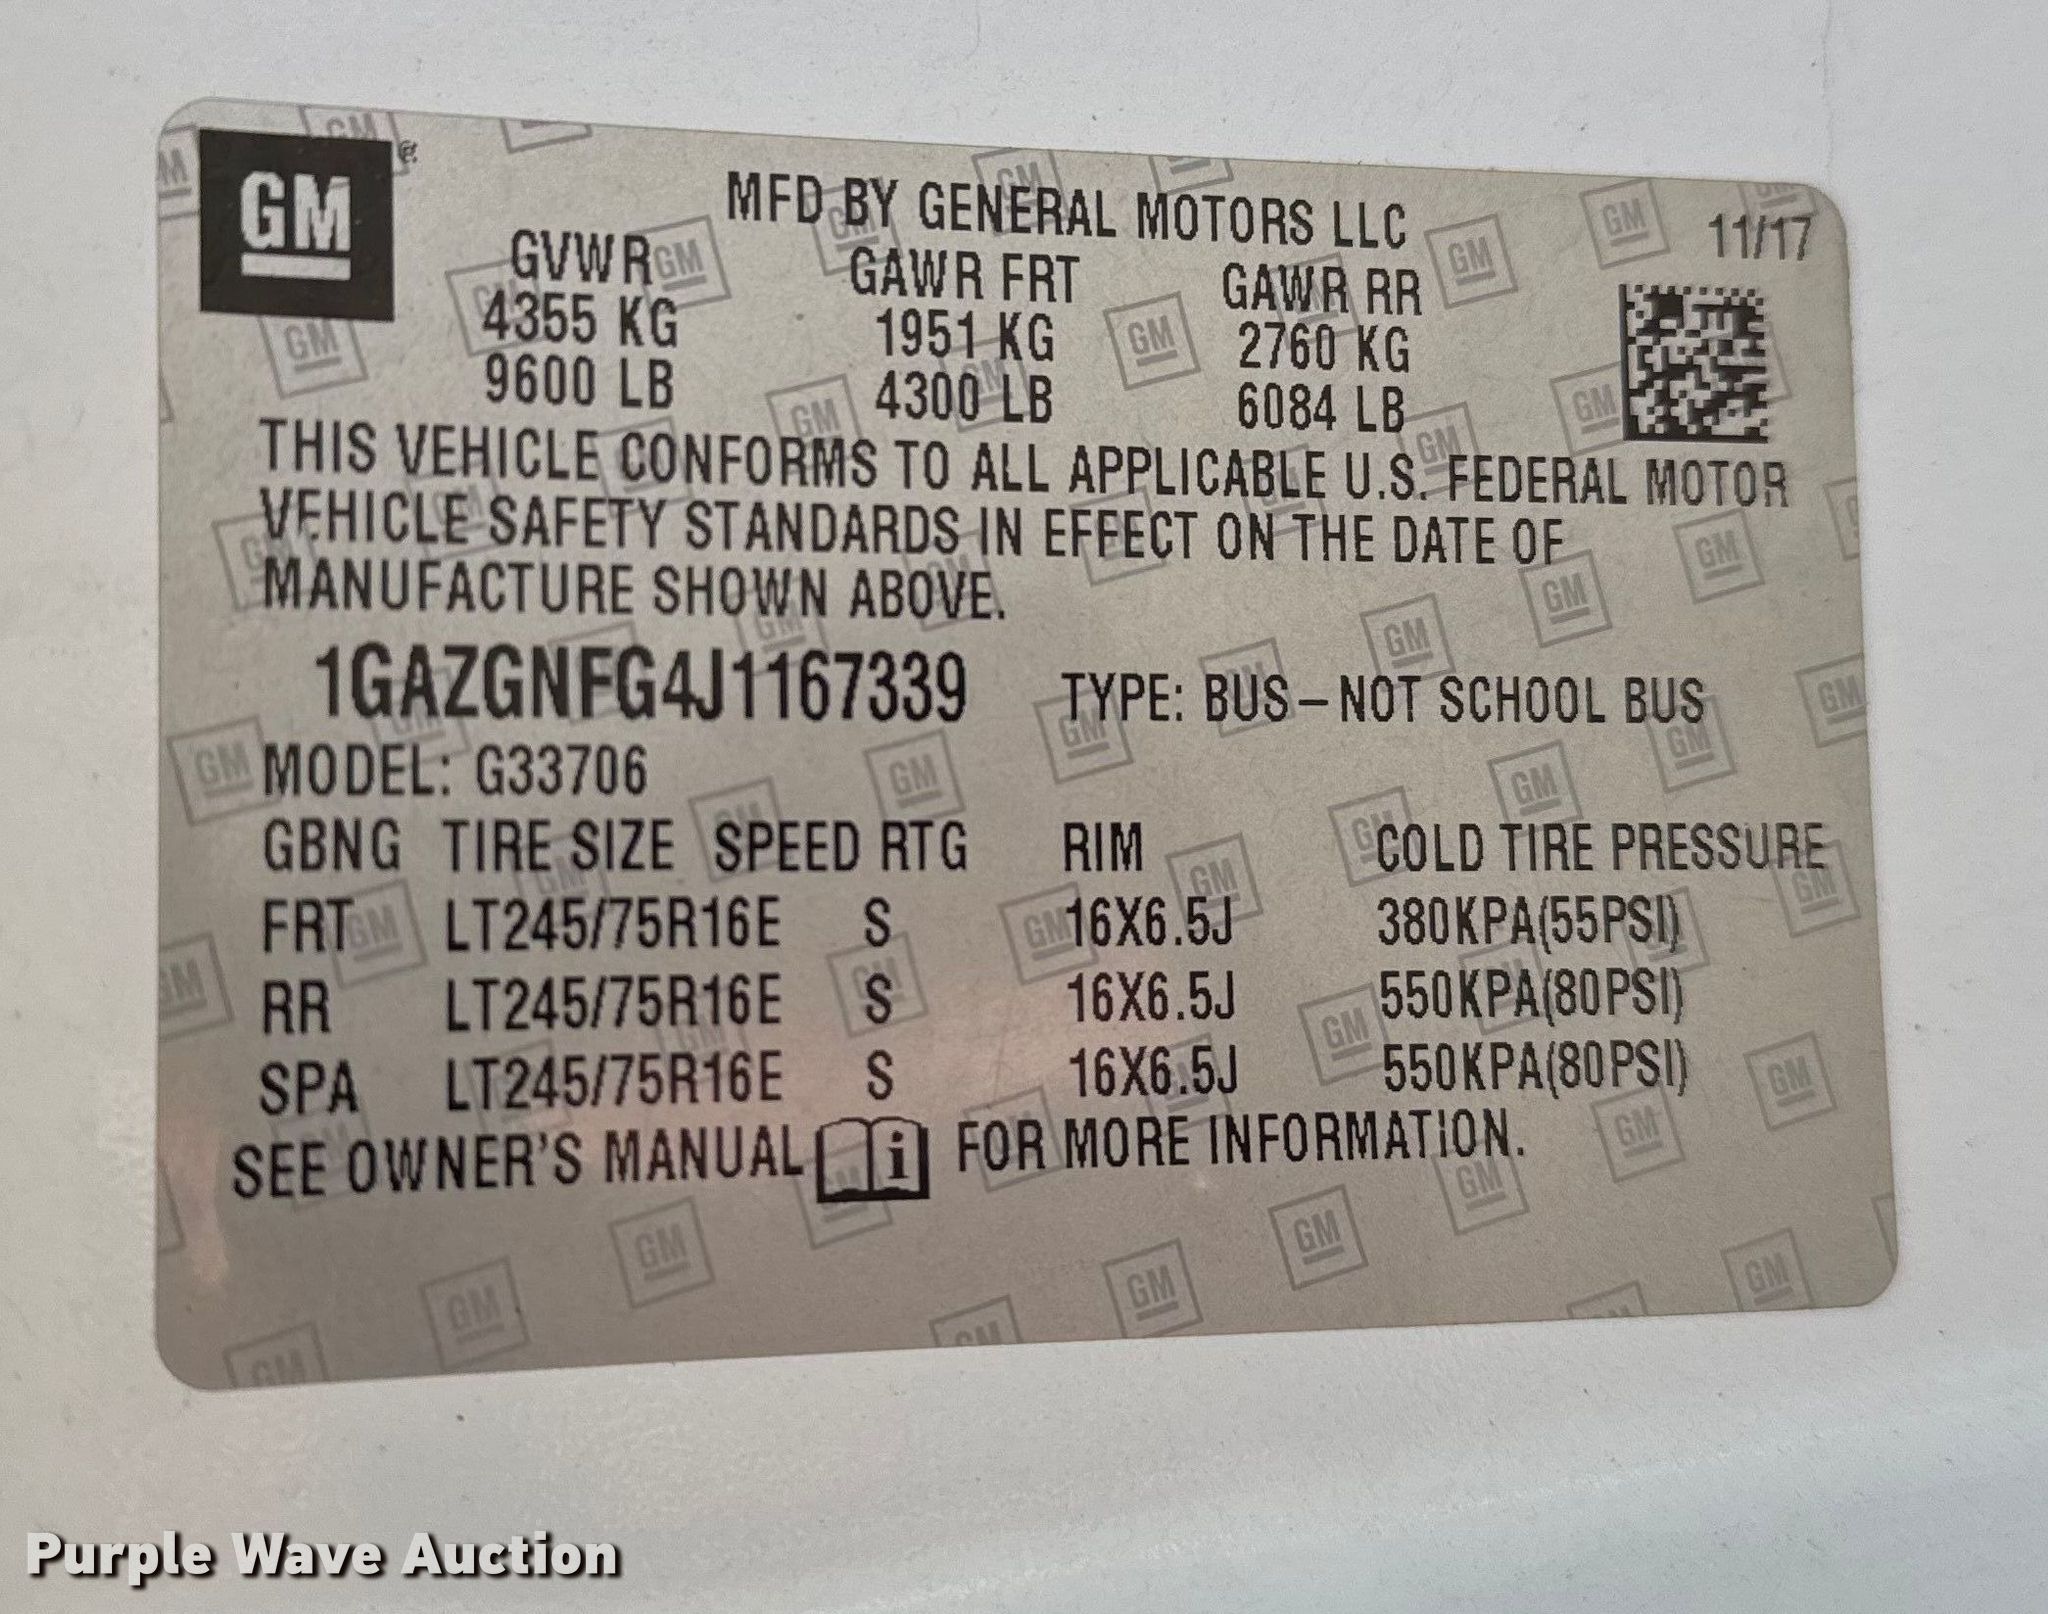 GM
MFD BY GENERAL MOTORS LLC
11/17
GVWR GAWR FRT GAWR RR
4355 KG 1951 KG 2760 KG
9600 LB 4300 LB 6084 LB
THIS VEHICLE CONFORMS TO ALL APPLICABLE U.S. FEDERAL MOTOR
VEHICLE SAFETY STANDARDS IN EFFECT ON THE DATE OF
MANUFACTURE SHOWN ABOVE.
1GAZGNFG4J1167339 TYPE: BUS – NOT SCHOOL BUS
MODEL: G33706
GBNG TIRE SIZE SPEED RTG RIM COLD TIRE PRESSURE
FRT LT245/75R16E S 16X6.5J 380KPA(55PSI)
RR LT245/75R16E S 16X6.5J 550KPA(80PSI)
SPA LT245/75R16E S 16X6.5J 550KPA(80PSI)
SEE OWNER'S MANUAL i FOR MORE INFORMATION.
Purple Wave Auction